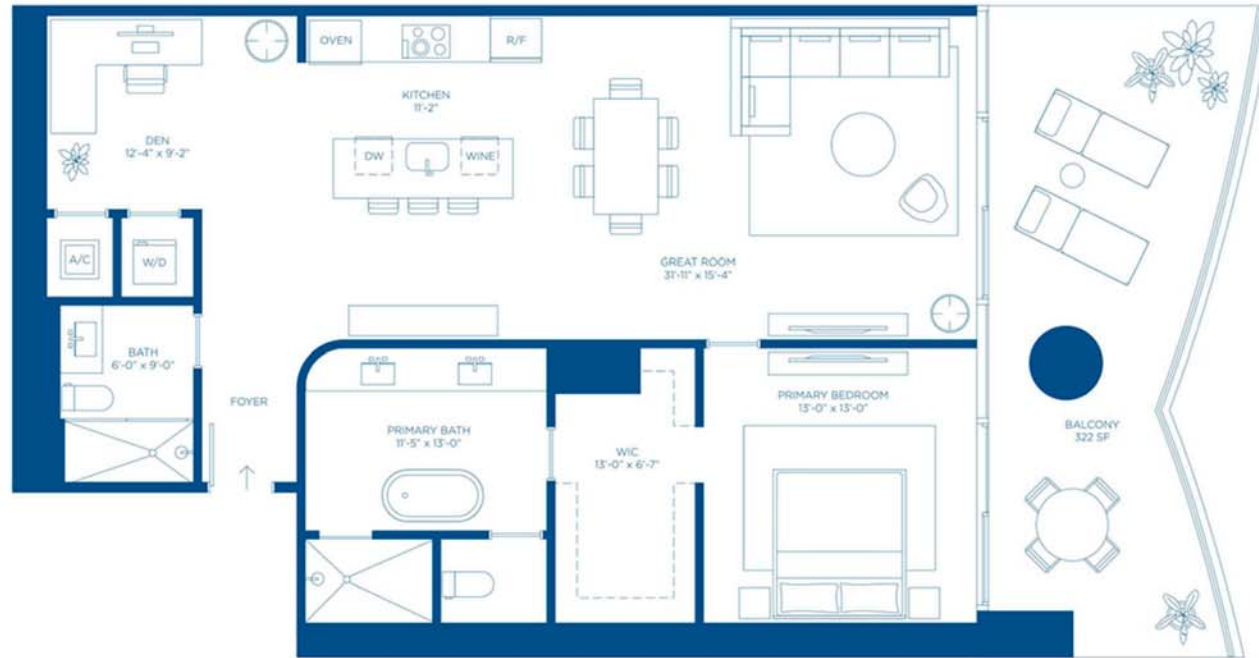 OVEN
R/F
KITCHEN
11'-2"
DEN
12'-4" x 9'-2"
DW
WINE
A/C
W/D
GREAT ROOM
31'-11" x 15'-4"
BATH
6'-0" x 9'-0"
FOYER
PRIMARY BATH
11'-5" x 13'-0"
WIC
13'-0" x 6'-7"
PRIMARY BEDROOM
13'-0" x 13'-0"
BALCONY
322 SF